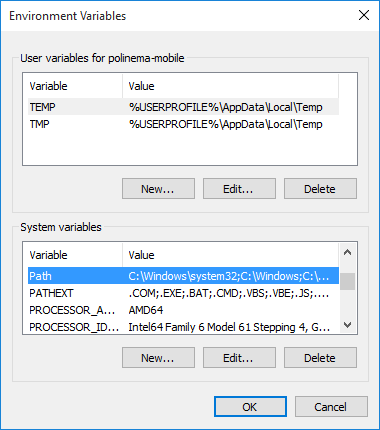 Environment Variables
User variables for polinema-mobile
Variable Value
TEMP %USERPROFILE%\AppData\Local\Temp
TMP %USERPROFILE%\AppData\Local\Temp
New... Edit... Delete
System variables
Variable Value
Path C:\Windows\system32;C:\Windows;C:\...
PATHEXT .COM;.EXE;.BAT;.CMD;.VBS;.VBE;.JS;....
PROCESSOR_A... AMD64
PROCESSOR_ID... Intel64 Family 6 Model 61 Stepping 4, G...
New... Edit... Delete
OK Cancel